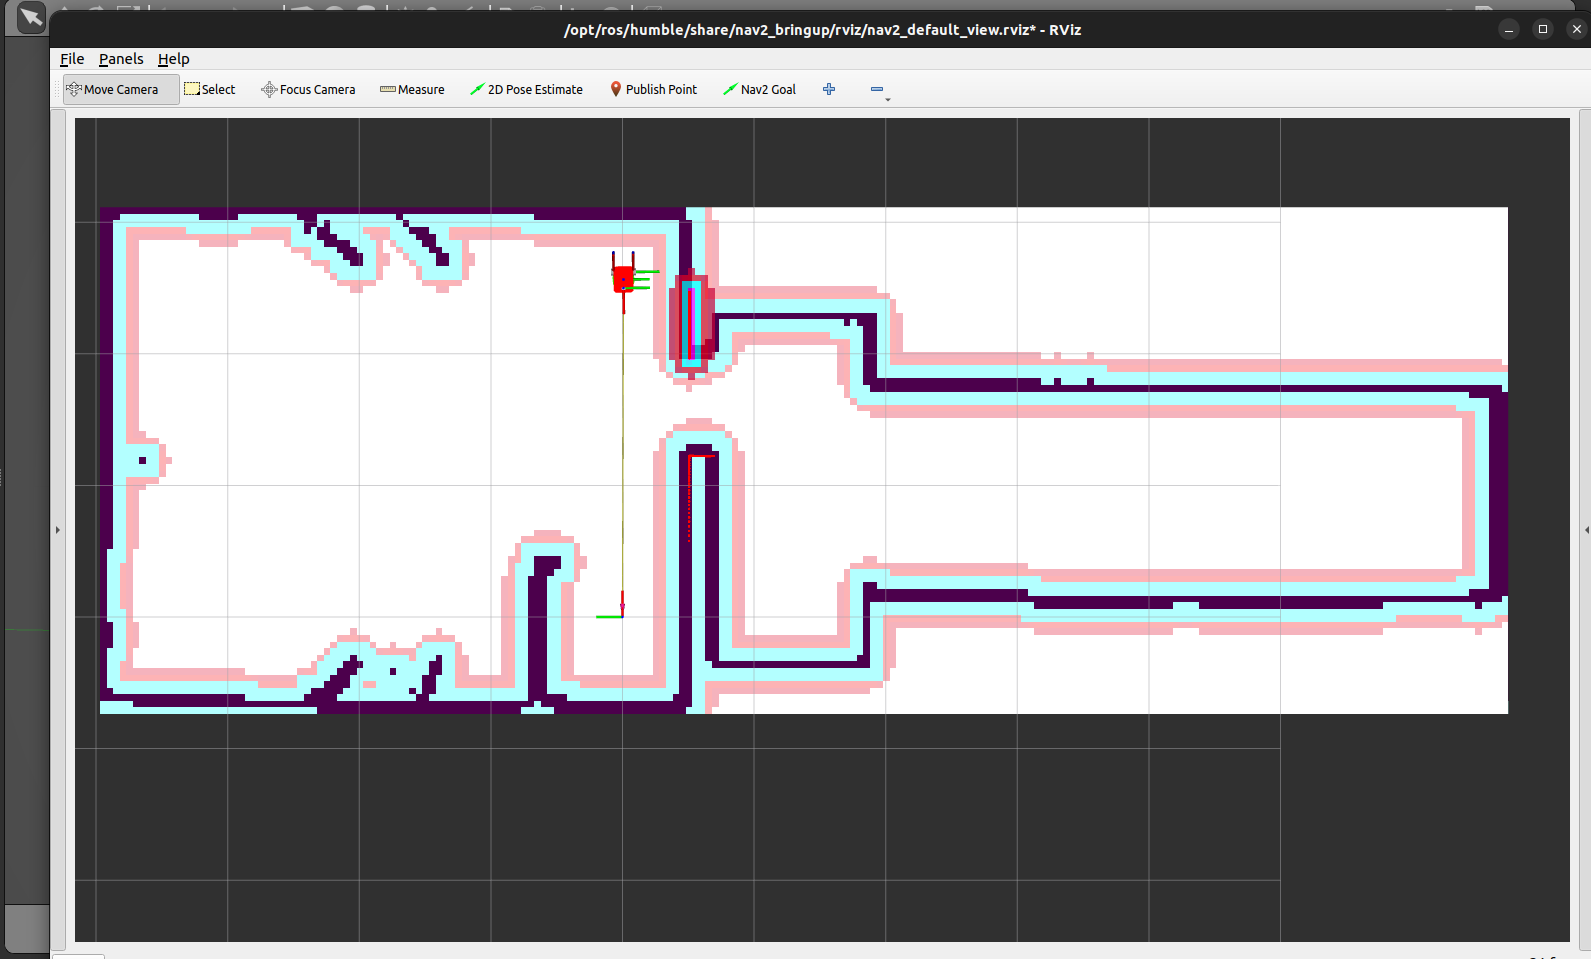 /opt/ros/humble/share/nav2_bringup/rviz/nav2_default_view.rviz* - RViz
File Panels Help
Move Camera Select Focus Camera Measure 2D Pose Estimate Publish Point Nav2 Goal